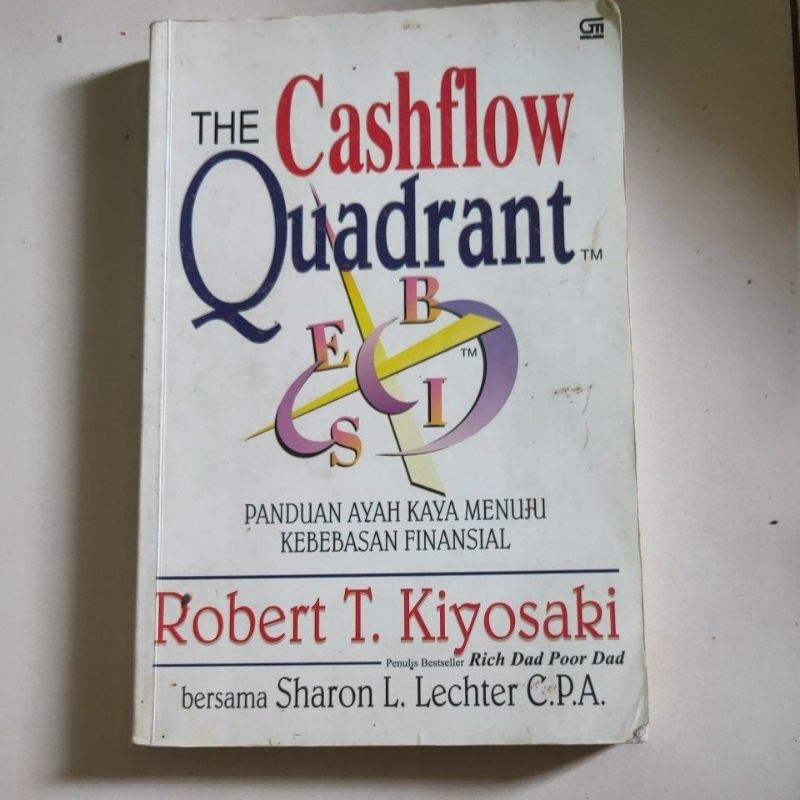 GM
THE Cashflow
Quadrant™
E B
S I ™
PANDUAN AYAH KAYA MENUJU
KEBEBASAN FINANSIAL
Robert T. Kiyosaki
Penulis Bestseller Rich Dad Poor Dad
bersama Sharon L. Lechter C.P.A.